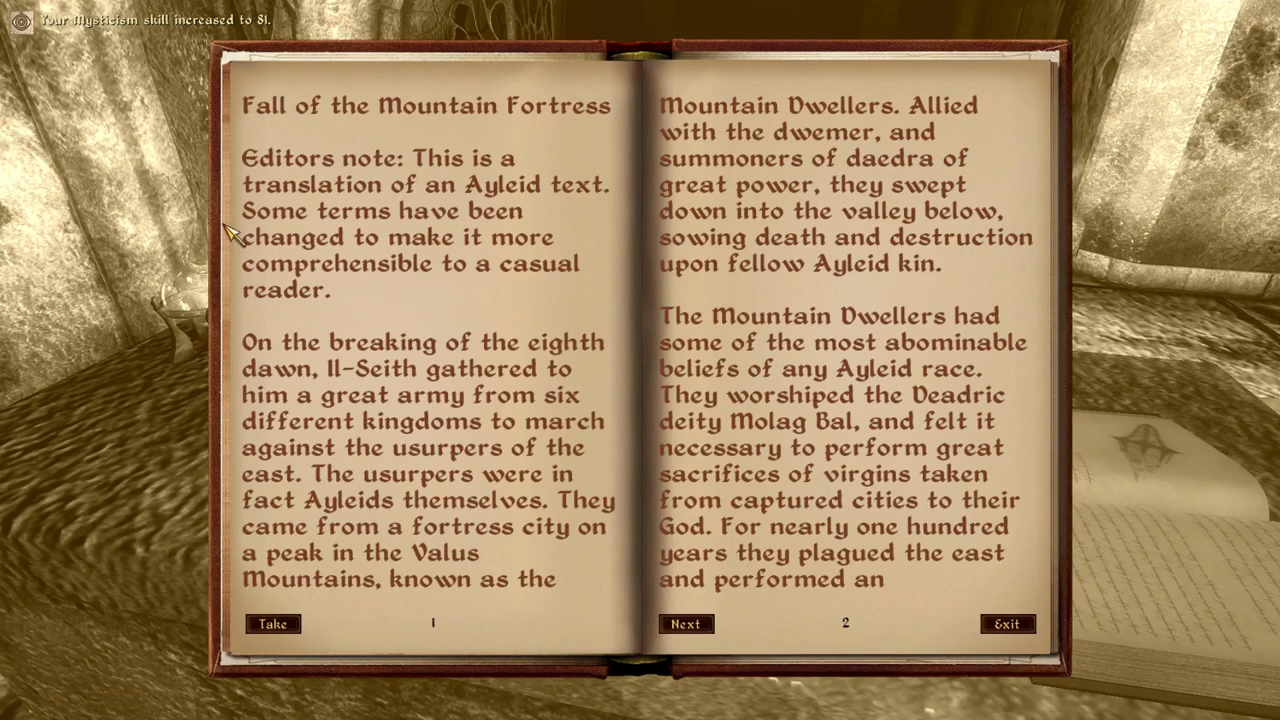 Your Mysticism skill increased to 81.
Fall of the Mountain Fortress
Editors note: This is a
translation of an Ayleid text.
Some terms have been
changed to make it more
comprehensible to a casual
reader.
On the breaking of the eighth
dawn, Il-Seith gathered to
him a great army from six
different kingdoms to march
against the usurpers of the
east. The usurpers were in
fact Ayleids themselves. They
came from a fortress city on
a peak in the Valus
Mountains, known as the
Take
1
Mountain Dwellers. Allied
with the dwemer, and
summoners of daedra of
great power, they swept
down into the valley below,
sowing death and destruction
upon fellow Ayleid kin.
The Mountain Dwellers had
some of the most abominable
beliefs of any Ayleid race.
They worshiped the Deadric
deity Molag Bal, and felt it
necessary to perform great
sacrifices of virgins taken
from captured cities to their
God. For nearly one hundred
years they plagued the east
and performed an
Next
2
Exit